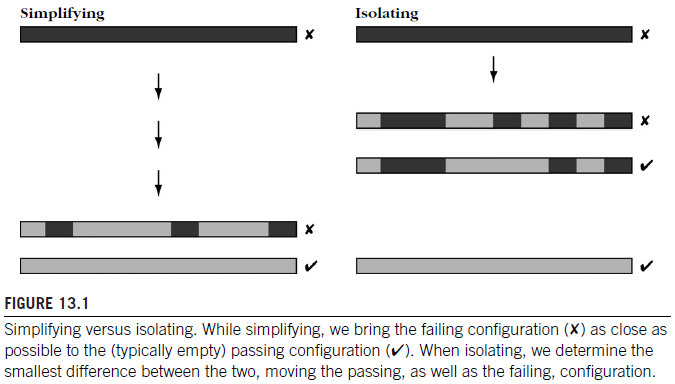 Simplifying
Isolating
✘
✘
✘
✔
✘
✔
✔
FIGURE 13.1
Simplifying versus isolating. While simplifying, we bring the failing configuration (✘) as close as
possible to the (typically empty) passing configuration (✔). When isolating, we determine the
smallest difference between the two, moving the passing, as well as the failing, configuration.